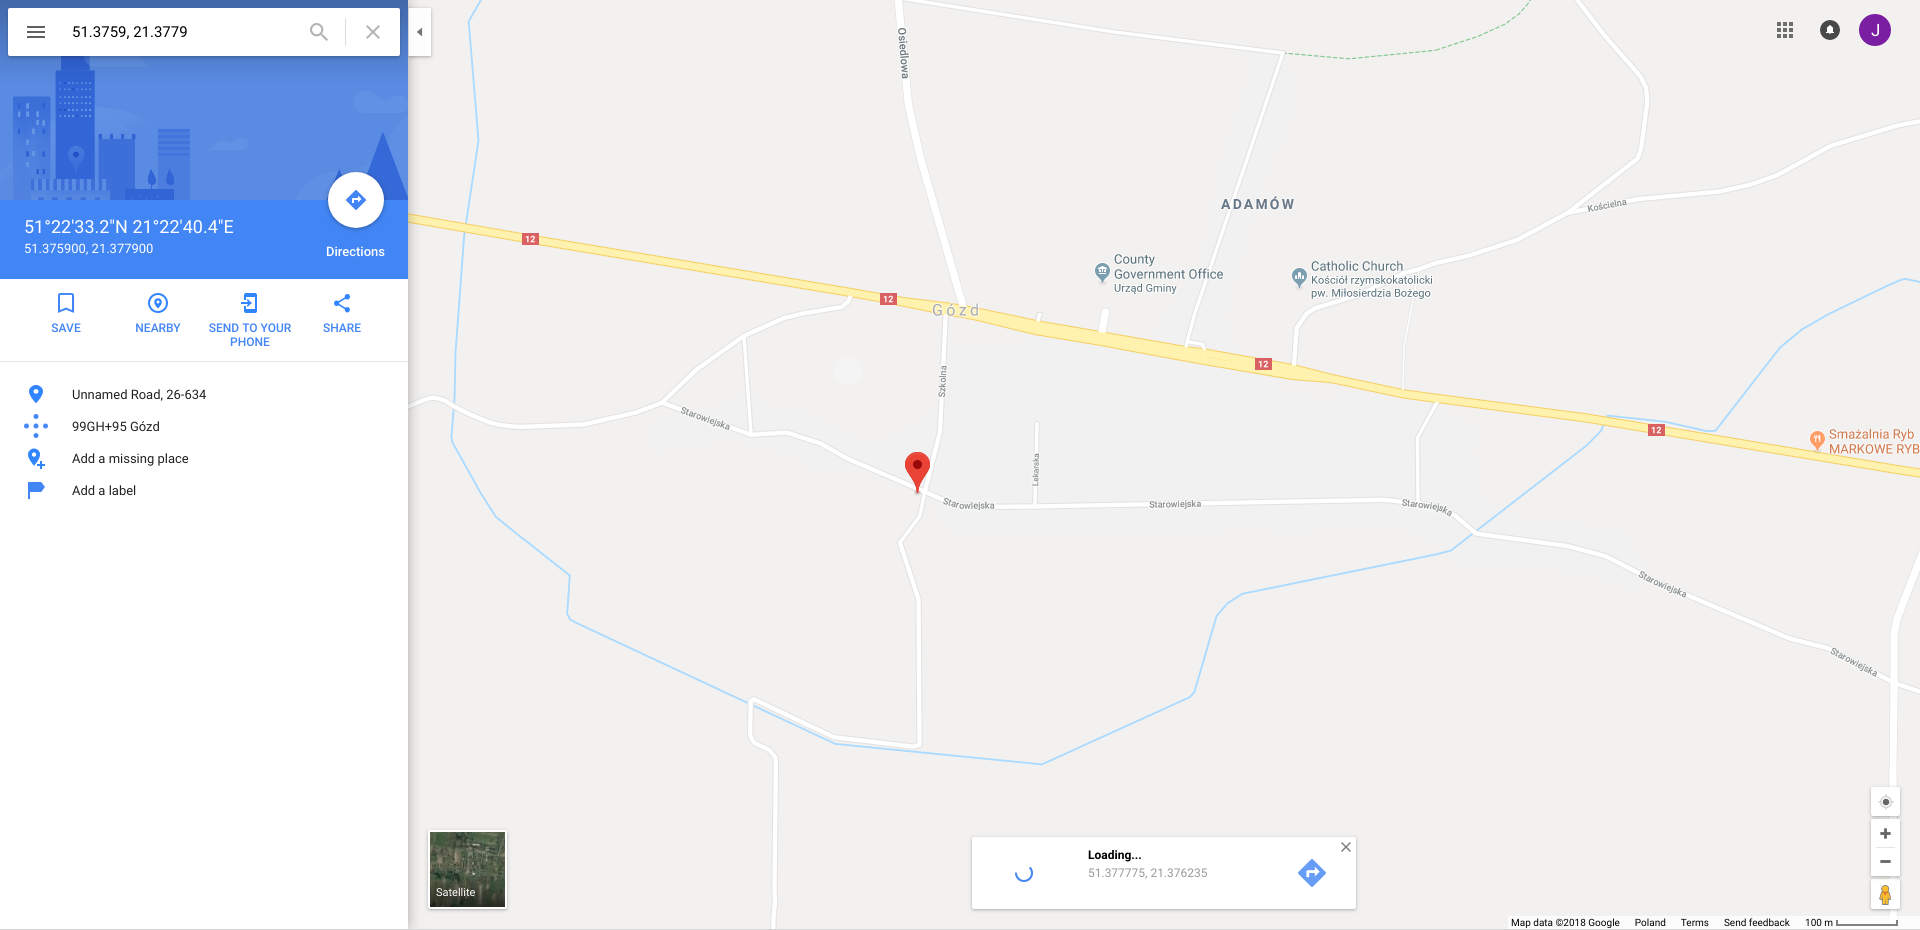 51.3759, 21.3779
J
51°22'33.2"N 21°22'40.4"E
51.375900, 21.377900
Directions
SAVE
NEARBY
SEND TO YOUR
PHONE
SHARE
Unnamed Road, 26-634
99GH+95 Gózd
Add a missing place
Add a label
Osiedlowa
ADAMÓW
Kościelna
12
County
Government Office
Urząd Gminy
Catholic Church
Kościół rzymskokatolicki
pw. Miłosierdzia Bożego
12
Gózd
12
Szkolna
Starowiejska
12
Smażalnia Ryb
MARKOWE RYB
Lekarska
Starowiejska
Starowiejska
Starowiejska
Starowiejska
Starowiejska
Satellite
Loading...
51.377775, 21.376235
Map data ©2018 Google
Poland
Terms
Send feedback
100 m